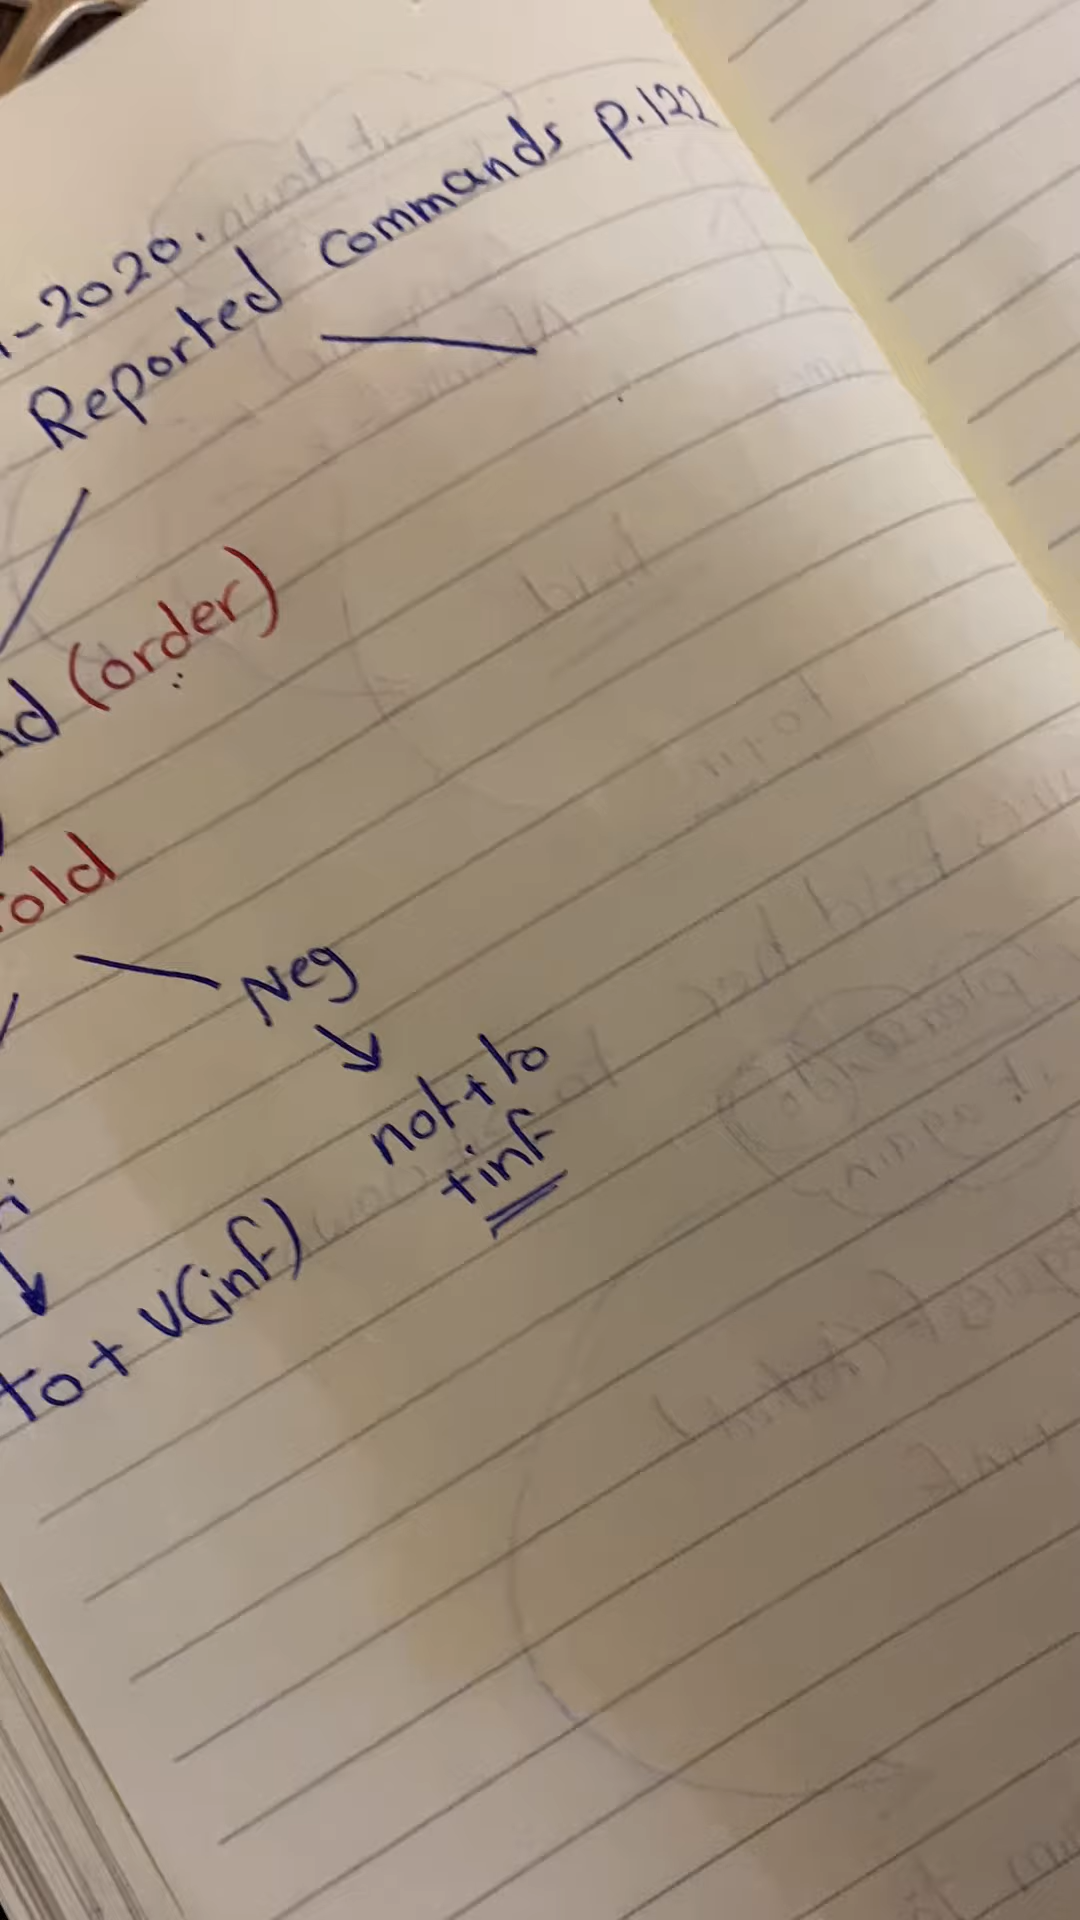 -2020.
Reported commands p.122
(order)
old
Neg
not + to
+ inf
to + v(inf)